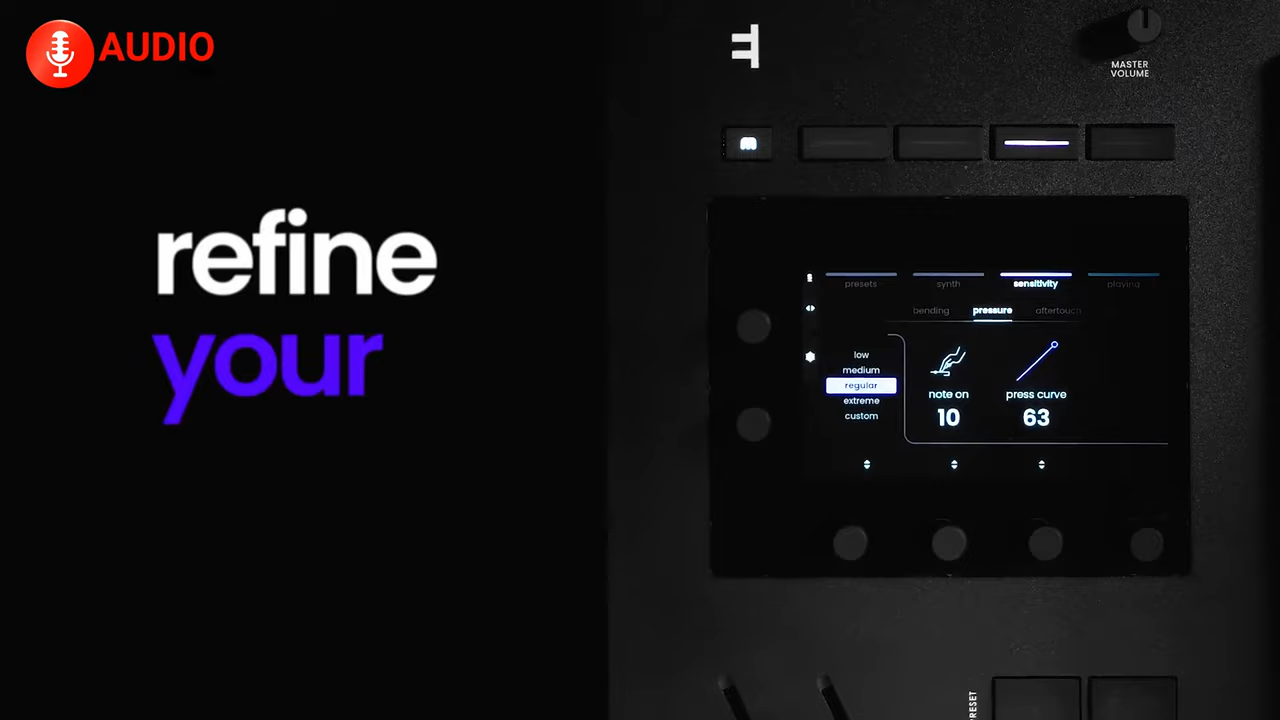 AUDIO
refine
your
MASTER
VOLUME
presets
synth
sensitivity
playing
bending
pressure
aftertouch
low
medium
regular
extreme
custom
note on
10
press curve
63
PRESET